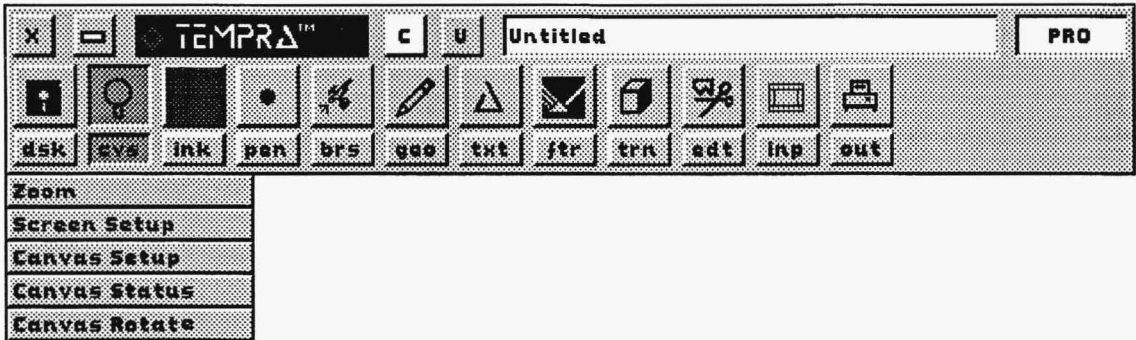 X TEMPRA™ C U Untitled PRO
dsk cvs ink pen brs geo txt ftr trn edt inp out
Zoom
Screen Setup
Canvas Setup
Canvas Status
Canvas Rotate